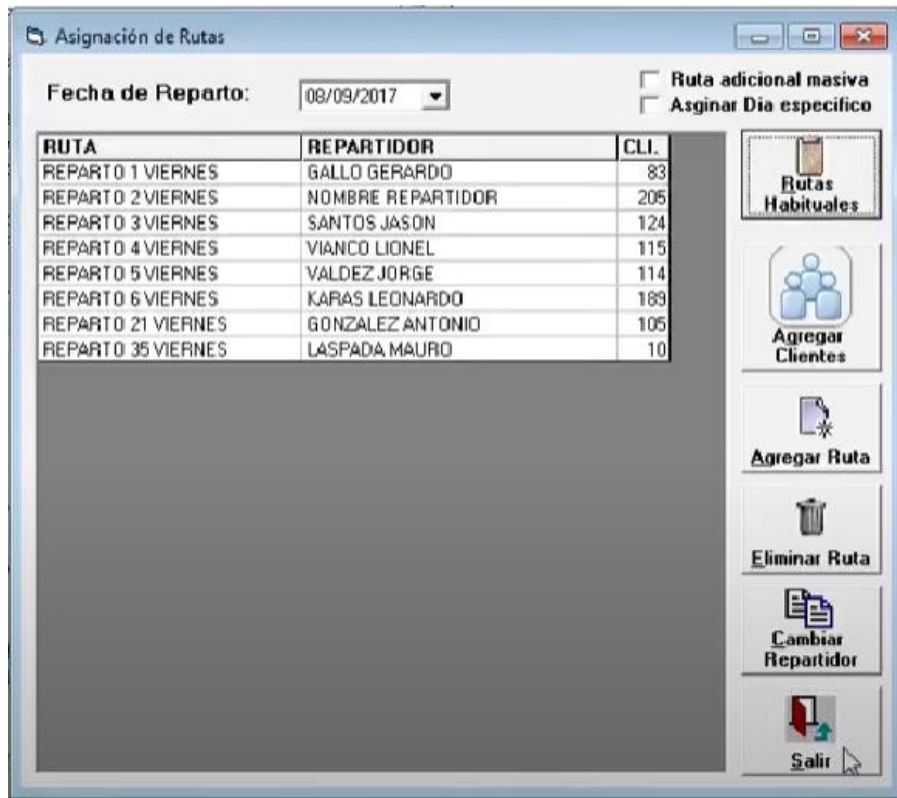 Asignación de Rutas
Fecha de Reparto:
08/09/2017
Ruta adicional masiva
Asginar Dia especifico
RUTA REPARTIDOR CLI.
REPARTO 1 VIERNES GALLO GERARDO 83
REPARTO 2 VIERNES NOMBRE REPARTIDOR 205
REPARTO 3 VIERNES SANTOS JASON 124
REPARTO 4 VIERNES VIANCO LIONEL 115
REPARTO 5 VIERNES VALDEZ JORGE 114
REPARTO 6 VIERNES KARAS LEONARDO 189
REPARTO 21 VIERNES GONZALEZ ANTONIO 105
REPARTO 35 VIERNES LASPADA MAURO 10
Rutas
Habituales
Agregar
Clientes
Agregar Ruta
Eliminar Ruta
Cambiar
Repartidor
Salir